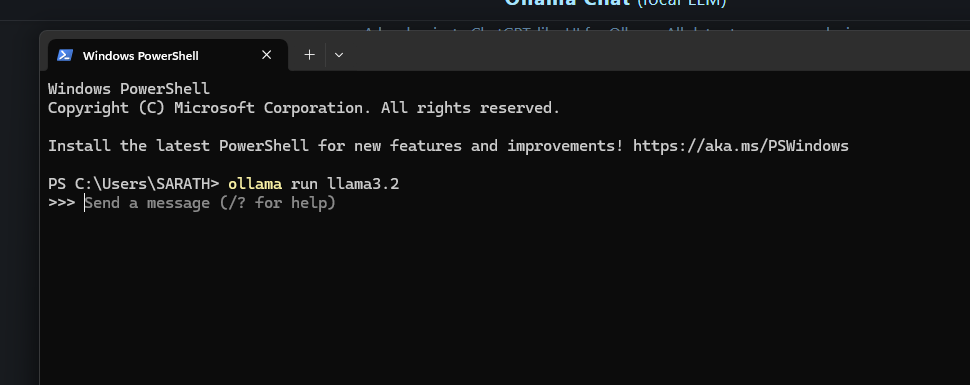 Ollama Chat (local LLM)
Windows PowerShell
Windows PowerShell
Copyright (C) Microsoft Corporation. All rights reserved.
Install the latest PowerShell for new features and improvements! https://aka.ms/PSWindows
PS C:\Users\SARATH> ollama run llama3.2
>>> Send a message (/? for help)